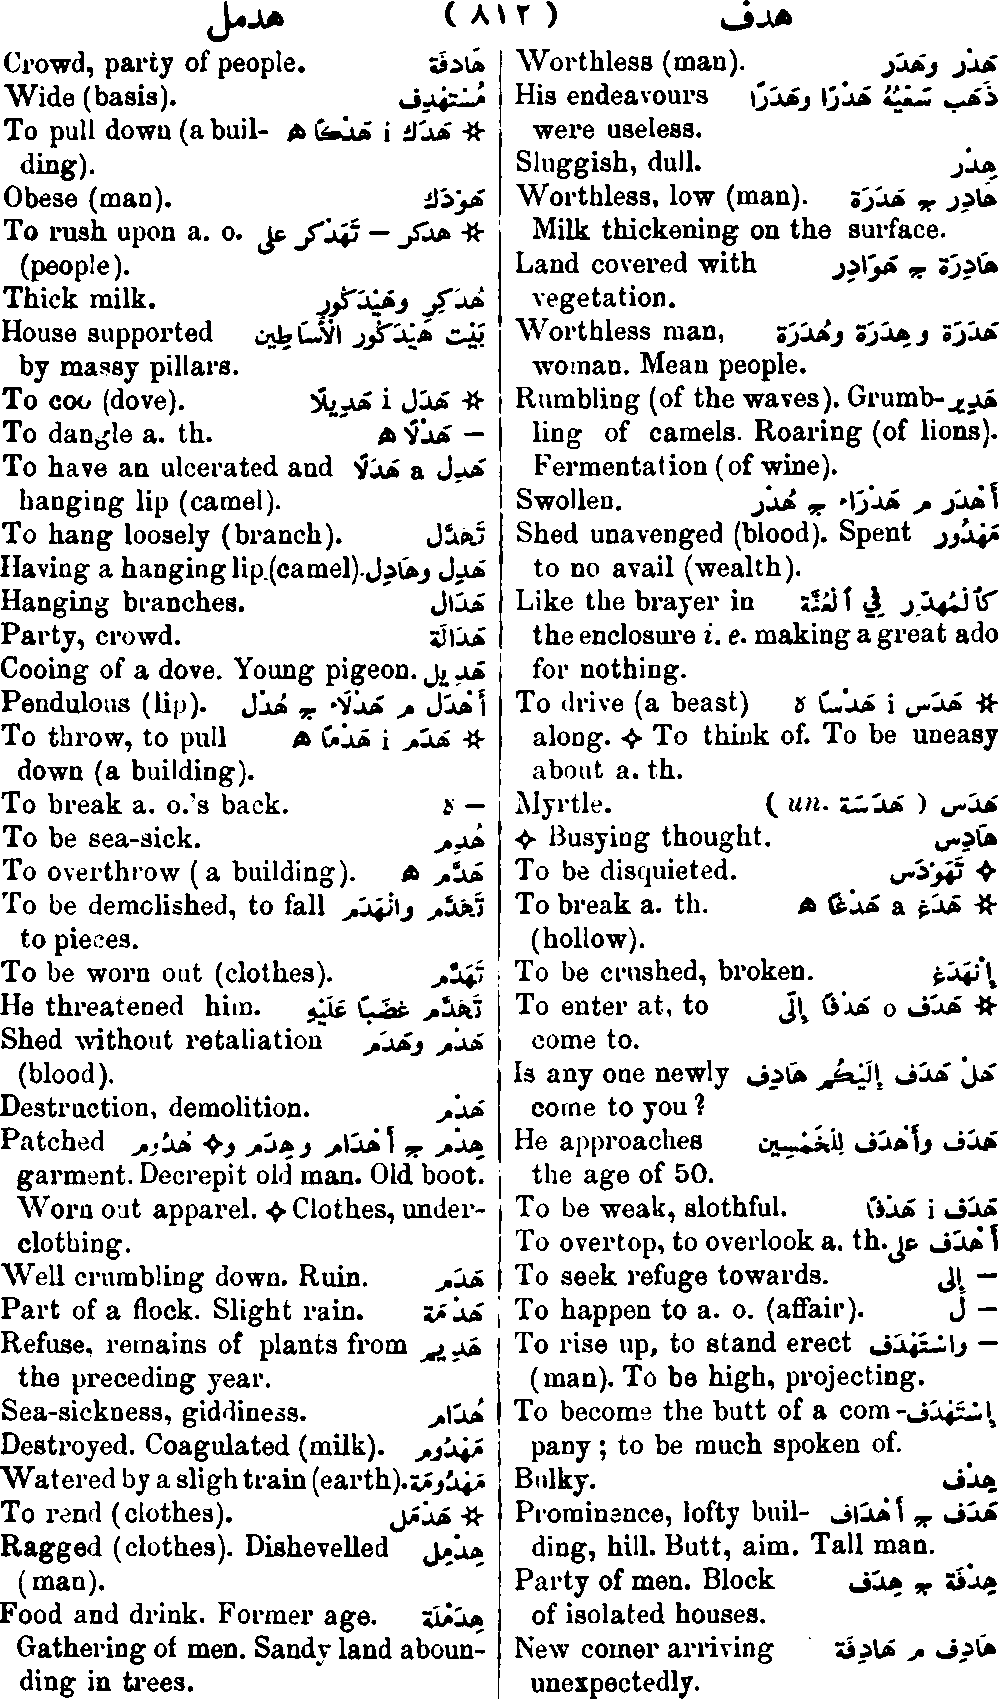 هدف ( ٨١٢ ) هدمل
Worthless (man). هَدْر وهَدَر
His endeavours ذَهَب سَعْيُهُ هَدْرًا وهَدَرًا
were useless.
Sluggish, dull. هِدْر
Worthless, low (man). هَادِر ج هَدَرَة
Milk thickening on the surface.
Land covered with هَادِرَة ج هَوَادِر
vegetation.
Worthless man, هَدَرَة وهِدَرَة وهُدَرَة
woman. Mean people.
Rumbling (of the waves). Grumb- هَدِير
ling of camels. Roaring (of lions).
Fermentation (of wine).
Swollen. أَهْدَر م هَدْرَاء ج هُدْر
Shed unavenged (blood). Spent مَهْدُور
to no avail (wealth).
Like the brayer in كَالْمُهَدِّر فِي الْعُنَّة
the enclosure i. e. making a great ado
for nothing.
To drive (a beast) ✲ هَدَس i هَدْسًا ه
along. ✧ To think of. To be uneasy
about a. th.
Myrtle. هَدَس ( un. هَدَسَة )
✧ Busying thought. هَادِس
To be disquieted. ✧ تَهَوْدَس
To break a. th. ✲ هَدَغ a هَدْغًا ه
(hollow).
To be crushed, broken. إِنْهَدَغ
To enter at, to ✲ هَدَف o هَدْفًا إِلَى
come to.
Is any one newly هَلْ هَدَف إِلَيْكُم هَادِف
come to you ?
He approaches هَدَف وأَهْدَف لِلْخَمْسِين
the age of 50.
To be weak, slothful. هَدَف i هَدْفًا
To overtop, to overlook a. th. أَهْدَف على
To seek refuge towards. — إلى
To happen to a. o. (affair). — ل
To rise up, to stand erect — واسْتَهْدَف
(man). To be high, projecting.
To become the butt of a com- إِسْتَهْدَف
pany ; to be much spoken of.
Bulky. هِدْف
Prominence, lofty buil- هَدَف ج أَهْدَاف
ding, hill. Butt, aim. Tall man.
Party of men. Block هِدْفَة ج هِدَف
of isolated houses.
New comer arriving هَادِف م هَادِفَة
unexpectedly.
Crowd, party of people. هَادِفَة
Wide (basis). مُسْتَهْدِف
To pull down (a buil- ✲ هَدَك i هَدْكًا ه
ding).
Obese (man). هَوْدَك
To rush upon a. o. ✲ هدكر — تَهَدْكَر على
(people).
Thick milk. هُدَكِر وهَيْدَكُور
House supported بَيْت هَيْدَكُور الْأَسَاطِين
by massy pillars.
To coo (dove). ✲ هَدَل i هَدِيلًا
To dangle a. th. — هَدْلًا ه
To have an ulcerated and هَدِل a هَدَلًا
hanging lip (camel).
To hang loosely (branch). تَهَدَّل
Having a hanging lip (camel). هَدِل وهَادِل
Hanging branches. هَدَال
Party, crowd. هَدَالَة
Cooing of a dove. Young pigeon. هَدِيل
Pendulous (lip). أَهْدَل م هَدْلَاء ج هُدْل
To throw, to pull ✲ هَدَم i هَدْمًا ه
down (a building).
To break a. o.'s back. — ه
To be sea-sick. هُدِم
To overthrow ( a building). هَدَّم ه
To be demolished, to fall تَهَدَّم وانْهَدَم
to pieces.
To be worn out (clothes). تَهَدَّم
He threatened him. تَهَدَّم غَضَبًا عَلَيْهِ
Shed without retaliation هَدْم وهَدَم
(blood).
Destruction, demolition. هَدْم
Patched هِدْم ج أَهْدَام وهِدَم و✧ هُدُوم
garment. Decrepit old man. Old boot.
Worn out apparel. ✧ Clothes, under-
clothing.
Well crumbling down. Ruin. هَدَم
Part of a flock. Slight rain. هَدْمَة
Refuse, remains of plants from هَدِيم
the preceding year.
Sea-sickness, giddiness. هُدَام
Destroyed. Coagulated (milk). مَهْدُوم
Watered by a sligh train (earth). مَهْدُومَة
To rend (clothes). ✲ هَدْمَل
Ragged (clothes). Dishevelled هِدْمِل
(man).
Food and drink. Former age. هِدَمْلَة
Gathering of men. Sandy land aboun-
ding in trees.